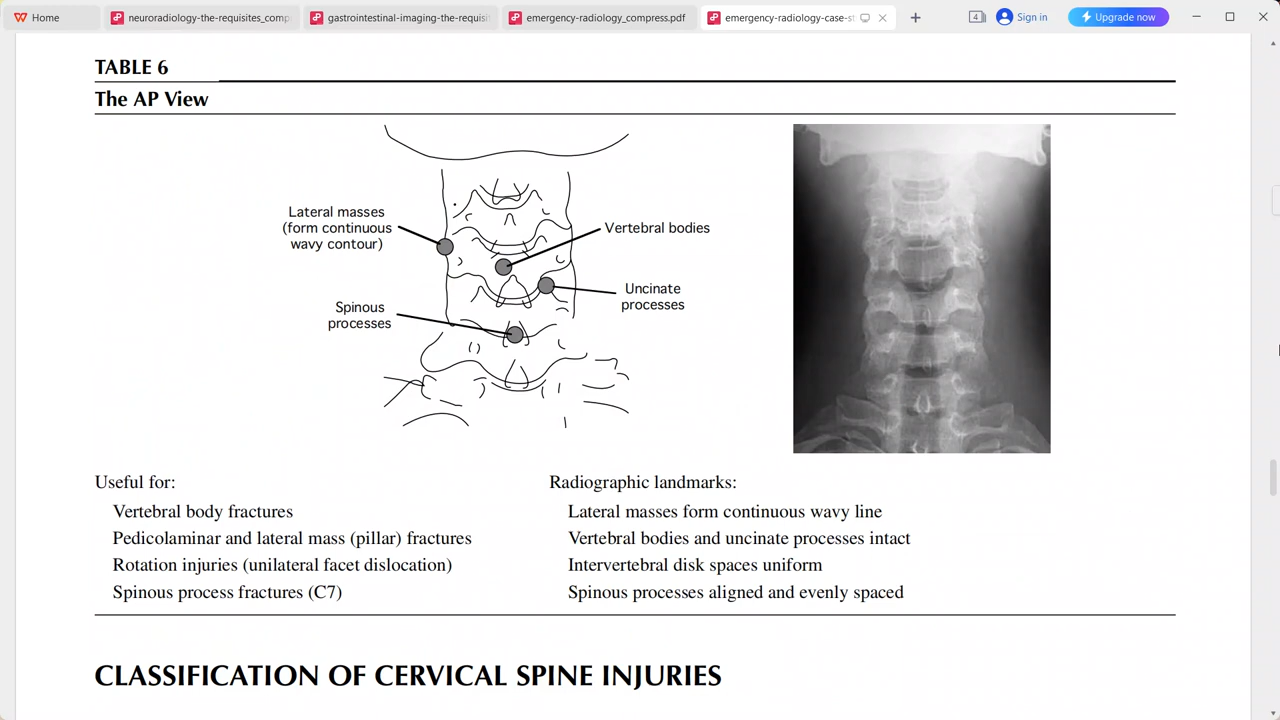 Home
neuroradiology-the-requisites_comp
gastrointestinal-imaging-the-requisit
emergency-radiology_compress.pdf
emergency-radiology-case-st
4
Sign in
Upgrade now
TABLE 6
The AP View
Lateral masses
(form continuous
wavy contour)
Vertebral bodies
Uncinate
processes
Spinous
processes
Useful for:
Vertebral body fractures
Pedicolaminar and lateral mass (pillar) fractures
Rotation injuries (unilateral facet dislocation)
Spinous process fractures (C7)
Radiographic landmarks:
Lateral masses form continuous wavy line
Vertebral bodies and uncinate processes intact
Intervertebral disk spaces uniform
Spinous processes aligned and evenly spaced
CLASSIFICATION OF CERVICAL SPINE INJURIES